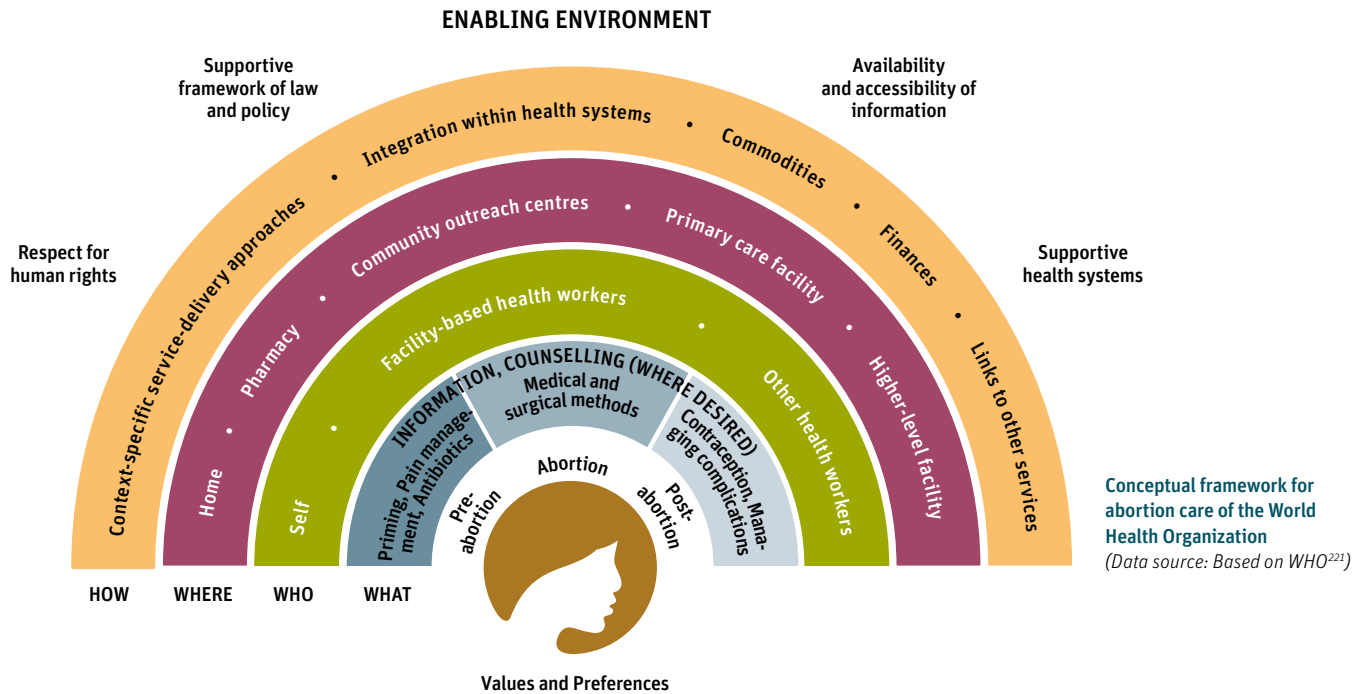 ENABLING ENVIRONMENT
Supportive
framework of law
and policy
Availability
and accessibility of
information
Respect for
human rights
Supportive
health systems
Context-specific service-delivery approaches • Integration within health systems • Commodities • Finances • Links to other services
Home • Pharmacy • Community outreach centres • Primary care facility • Higher-level facility
Self • Facility-based health workers • Other health workers
INFORMATION, COUNSELLING (WHERE DESIRED)
Priming, Pain manage-
ment, Antibiotics
Medical and
surgical methods
Contraception, Mana-
ging complications
Pre-
abortion
Abortion
Post-
abortion
HOW
WHERE
WHO
WHAT
Values and Preferences
Conceptual framework for
abortion care of the World
Health Organization
(Data source: Based on WHO221)